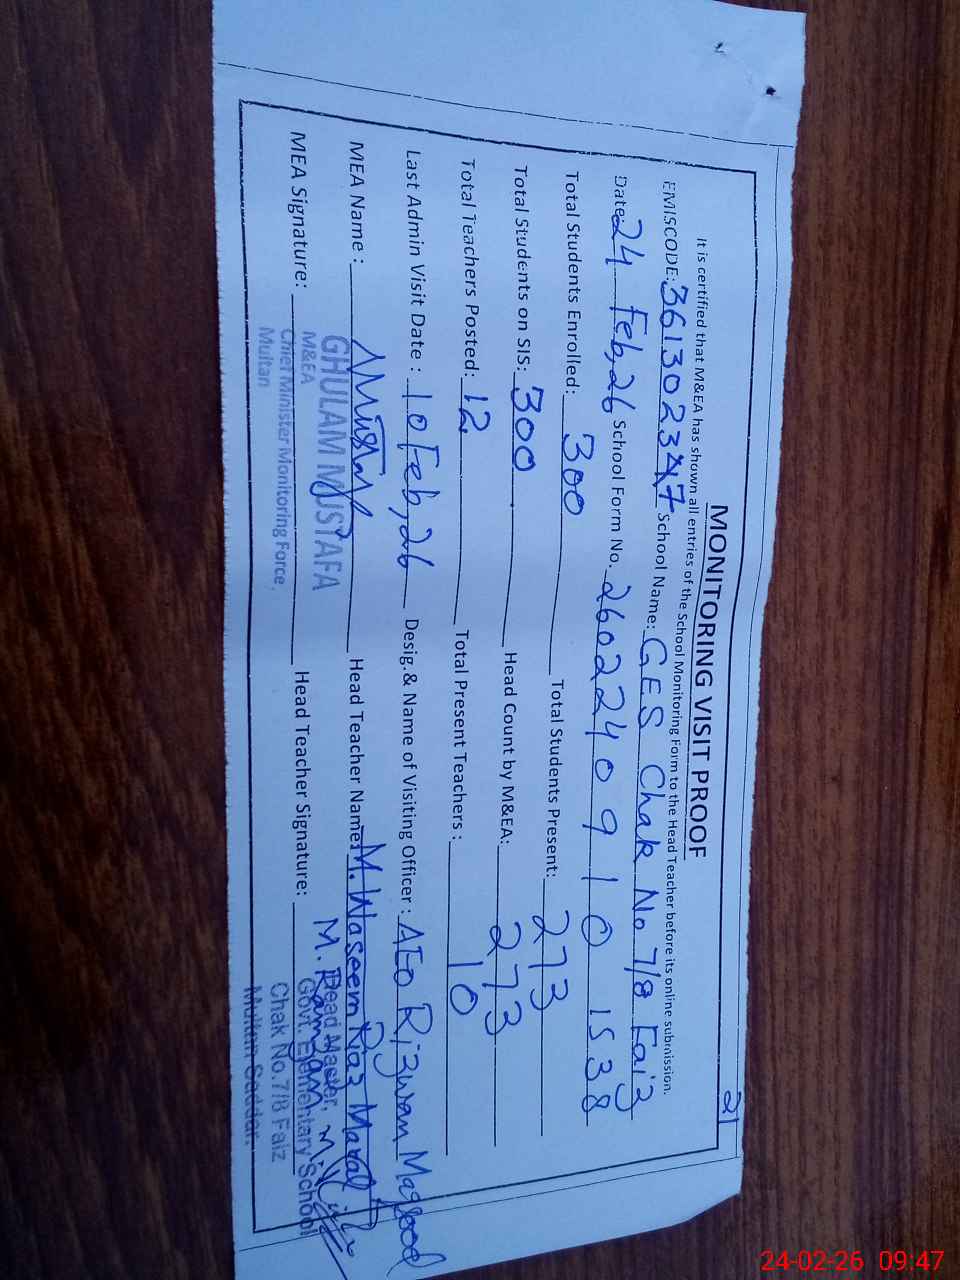 21
MONITORING VISIT PROOF
It is certified that M&EA has shown all entries of the School Monitoring Form to the Head Teacher before its online submission.
EMISCODE: 361302347 School Name: GES Chak No 7/8 Faiz
Date: 24 Feb, 26 School Form No. 260224091015 38
Total Students Enrolled: 300 Total Students Present: 273
Total Students on SIS: 300 Head Count by M&EA: 273
Total Teachers Posted: 12 Total Present Teachers : 10
Last Admin Visit Date : 10 Feb, 26 Desig.& Name of Visiting Officer : AEO Rizwan Maqsood
MEA Name : Head Teacher Name: M. Waseem Riaz
GHULAM MUSTAFA
M. Ramzan
MEA Signature: Head Teacher Signature:
M&EA
Chief Minister Monitoring Force,
Multan
Head Master,
Govt. Elementary School
Chak No.7/8 Faiz
Multan Saddar.
24-02-26 09:47